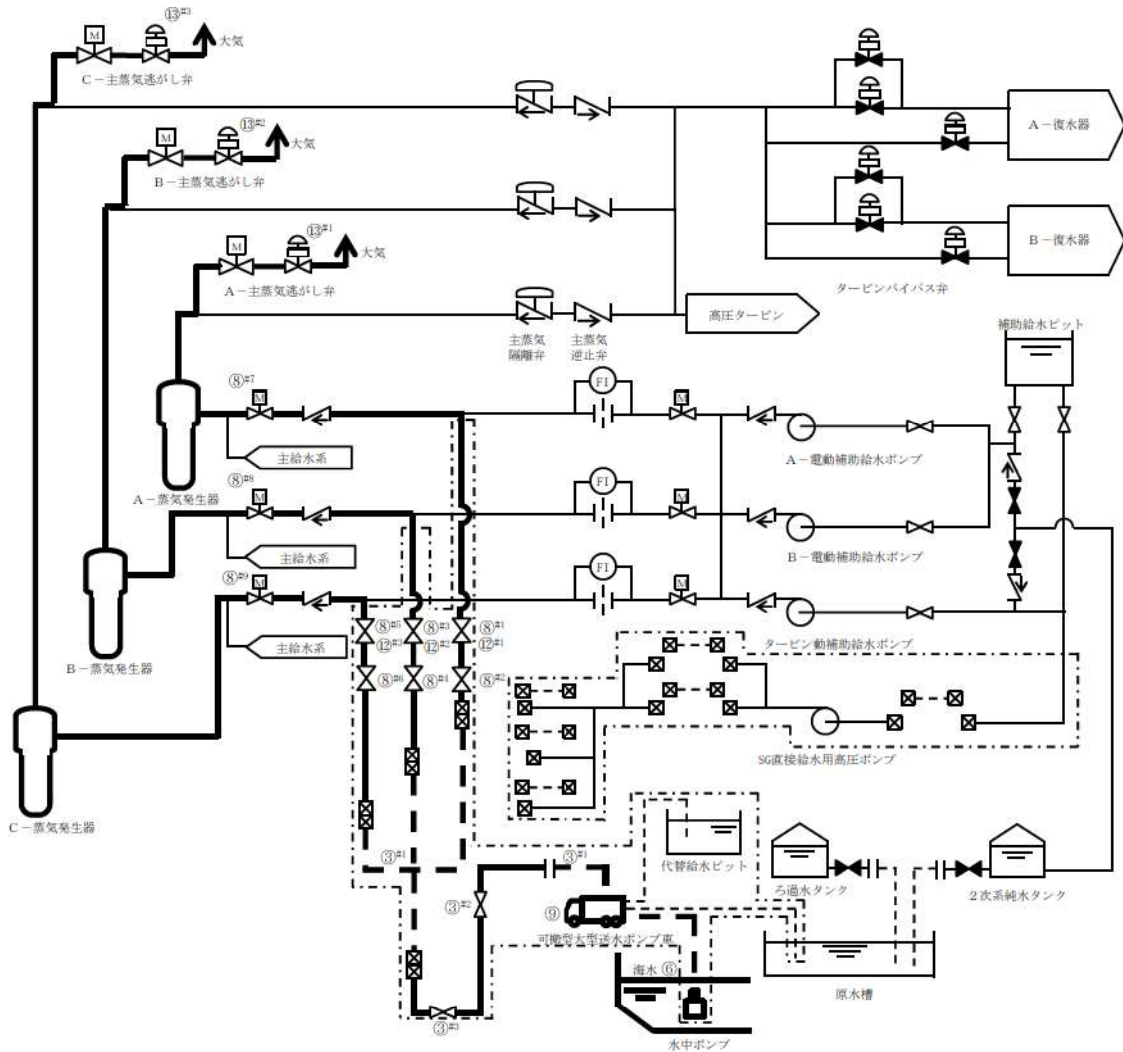 ⑬#3
M
大気
C-主蒸気逃がし弁
⑬#2
M
大気
B-主蒸気逃がし弁
⑬#1
M
大気
A-主蒸気逃がし弁
A-復水器
B-復水器
タービンバイパス弁
高圧タービン
主蒸気
隔離弁
主蒸気
逆止弁
補助給水ピット
⑧#7
M
FI
M
主給水系
A-電動補助給水ポンプ
A-蒸気発生器
⑧#8
M
FI
M
主給水系
B-電動補助給水ポンプ
⑧#9
M
FI
M
主給水系
タービン動補助給水ポンプ
B-蒸気発生器
⑧#5
⑧#3
⑧#1
⑫#3
⑫#2
⑫#1
⑧#6
⑧#4
⑧#2
SG直接給水用高圧ポンプ
C-蒸気発生器
③#1
③#1
代替給水ピット
ろ過水タンク
2次系純水タンク
③#2
⑨
可搬型大型送水ポンプ車
海水 ⑥
原水槽
③#3
水中ポンプ